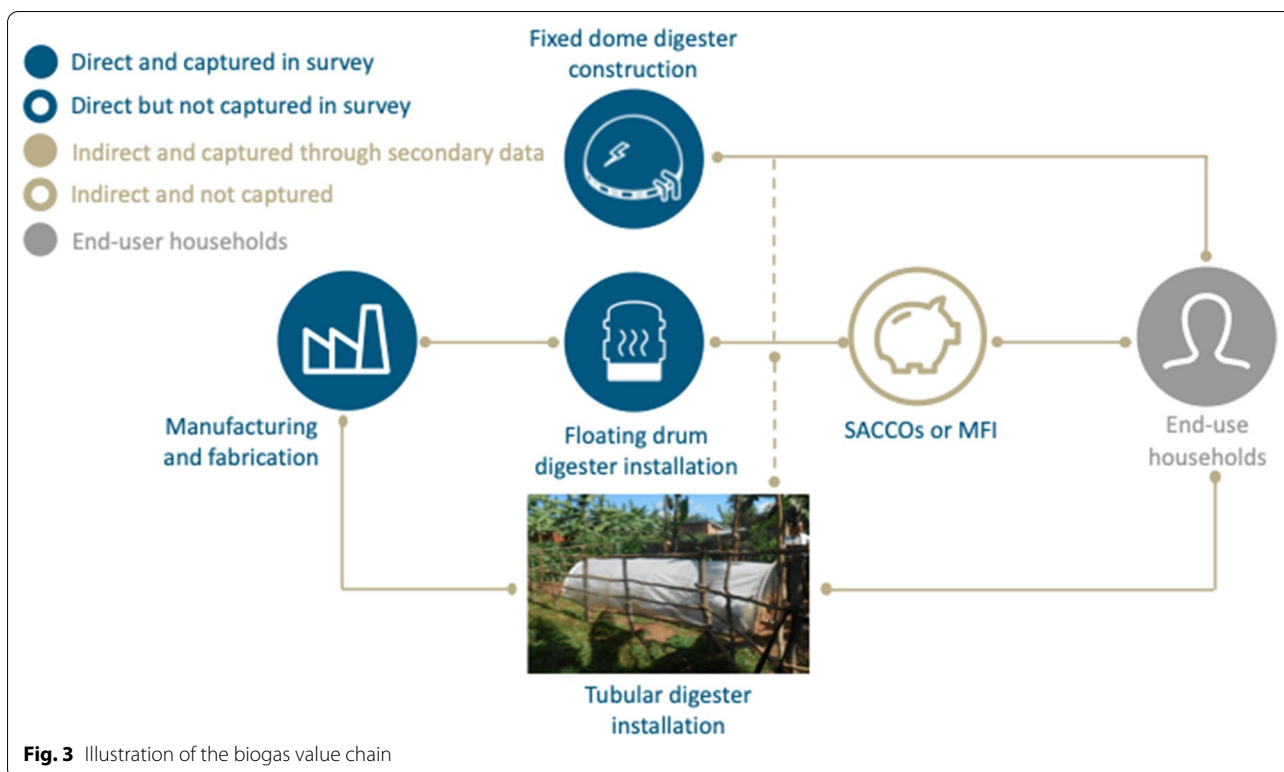 Direct and captured in survey
Direct but not captured in survey
Indirect and captured through secondary data
Indirect and not captured
End-user households
Fixed dome digester
construction
Manufacturing
and fabrication
Floating drum
digester installation
SACCOs or MFI
End-use
households
Tubular digester
installation
Fig. 3 Illustration of the biogas value chain